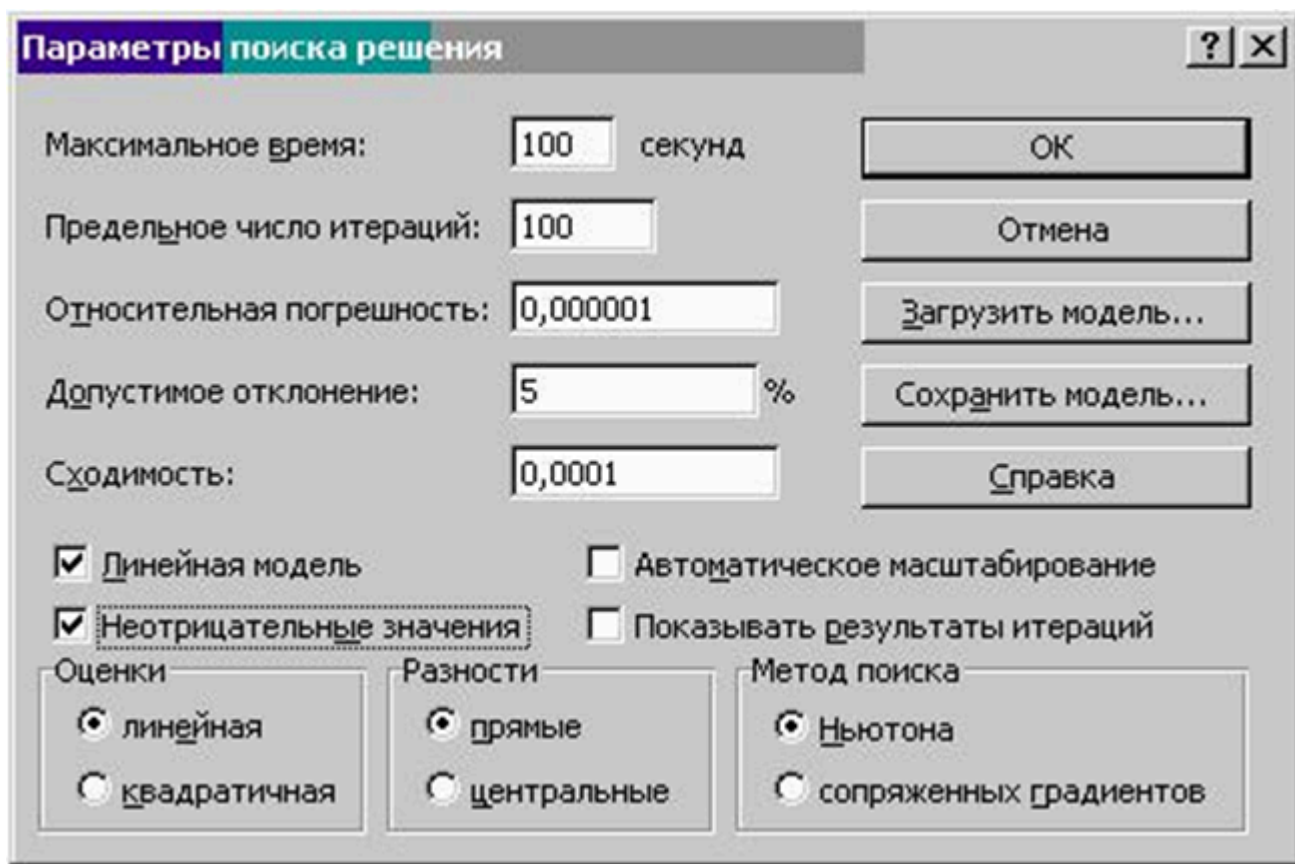 Параметры поиска решения
? ×
Максимальное время: 100 секунд ОК
Предельное число итераций: 100 Отмена
Относительная погрешность: 0,000001 Загрузить модель...
Допустимое отклонение: 5 % Сохранить модель...
Сходимость: 0,0001 Справка
Линейная модель Автоматическое масштабирование
Неотрицательные значения Показывать результаты итераций
Оценки Разности Метод поиска
линейная прямые Ньютона
квадратичная центральные сопряженных градиентов